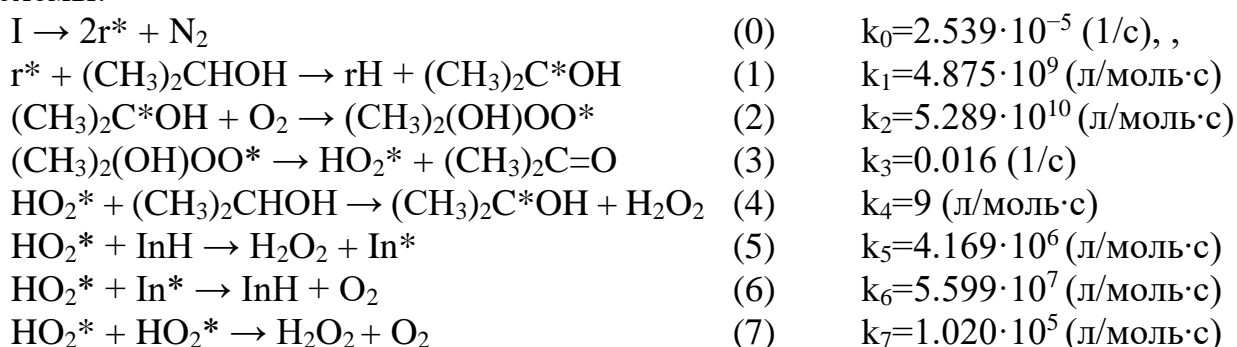 I → 2r* + N₂ (0) k₀=2.539·10⁻⁵ (1/с), ,
r* + (CH₃)₂CHOH → rH + (CH₃)₂C*OH (1) k₁=4.875·10⁹ (л/моль·с)
(CH₃)₂C*OH + O₂ → (CH₃)₂(OH)OO* (2) k₂=5.289·10¹⁰ (л/моль·с)
(CH₃)₂(OH)OO* → HO₂* + (CH₃)₂C=O (3) k₃=0.016 (1/с)
HO₂* + (CH₃)₂CHOH → (CH₃)₂C*OH + H₂O₂ (4) k₄=9 (л/моль·с)
HO₂* + InH → H₂O₂ + In* (5) k₅=4.169·10⁶ (л/моль·с)
HO₂* + In* → InH + O₂ (6) k₆=5.599·10⁷ (л/моль·с)
HO₂* + HO₂* → H₂O₂ + O₂ (7) k₇=1.020·10⁵ (л/моль·с)